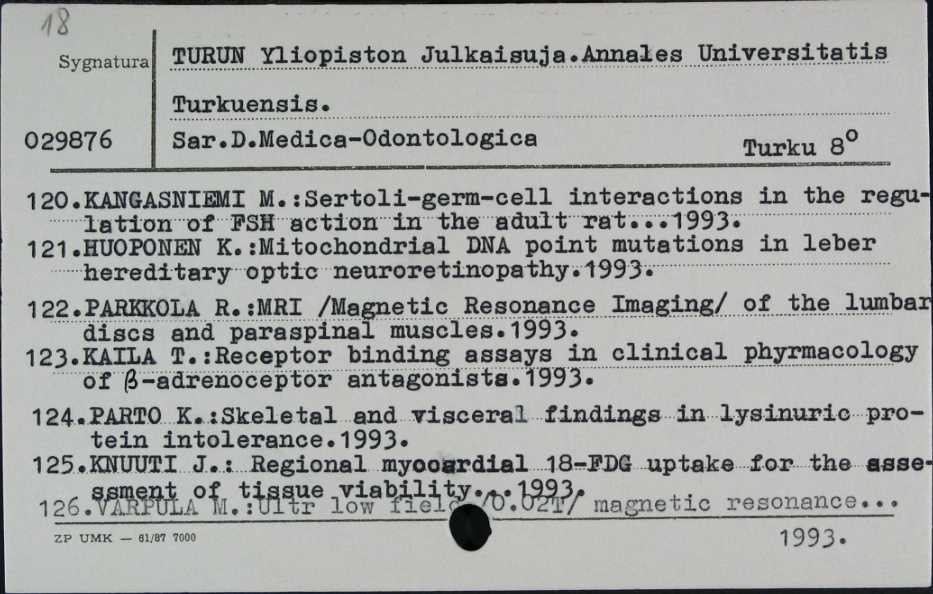 18
Sygnatura
TURUN Yliopiston Julkaisuja.Annales Universitatis
Turkuensis.
029876
Sar.D.Medica-Odontologica
Turku 8°
120.KANGASNIEMI M.:Sertoli-germ-cell interactions in the regu-
lation of FSH action in the adult rat...1993.
121.HUOPONEN K.:Mitochondrial DNA point mutations in leber
hereditary optic neuroretinopathy.1993.
122.PARKKOLA R.:MRI /Magnetic Resonance Imaging/ of the lumbar
discs and paraspinal muscles.1993.
123.KAILA T.:Receptor binding assays in clinical phyrmacology
of β-adrenoceptor antagonists.1993.
124.PARTO K.:Skeletal and visceral findings in lysinuric pro-
tein intolerance.1993.
125.KNUUTI J.: Regional myocardial 18-FDG uptake for the asse-
ssment of tissue viability...1993.
126.VARPULA M.:Ultr low field /0.02T/ magnetic resonance...
1993.
ZP UMK — 61/87 7000